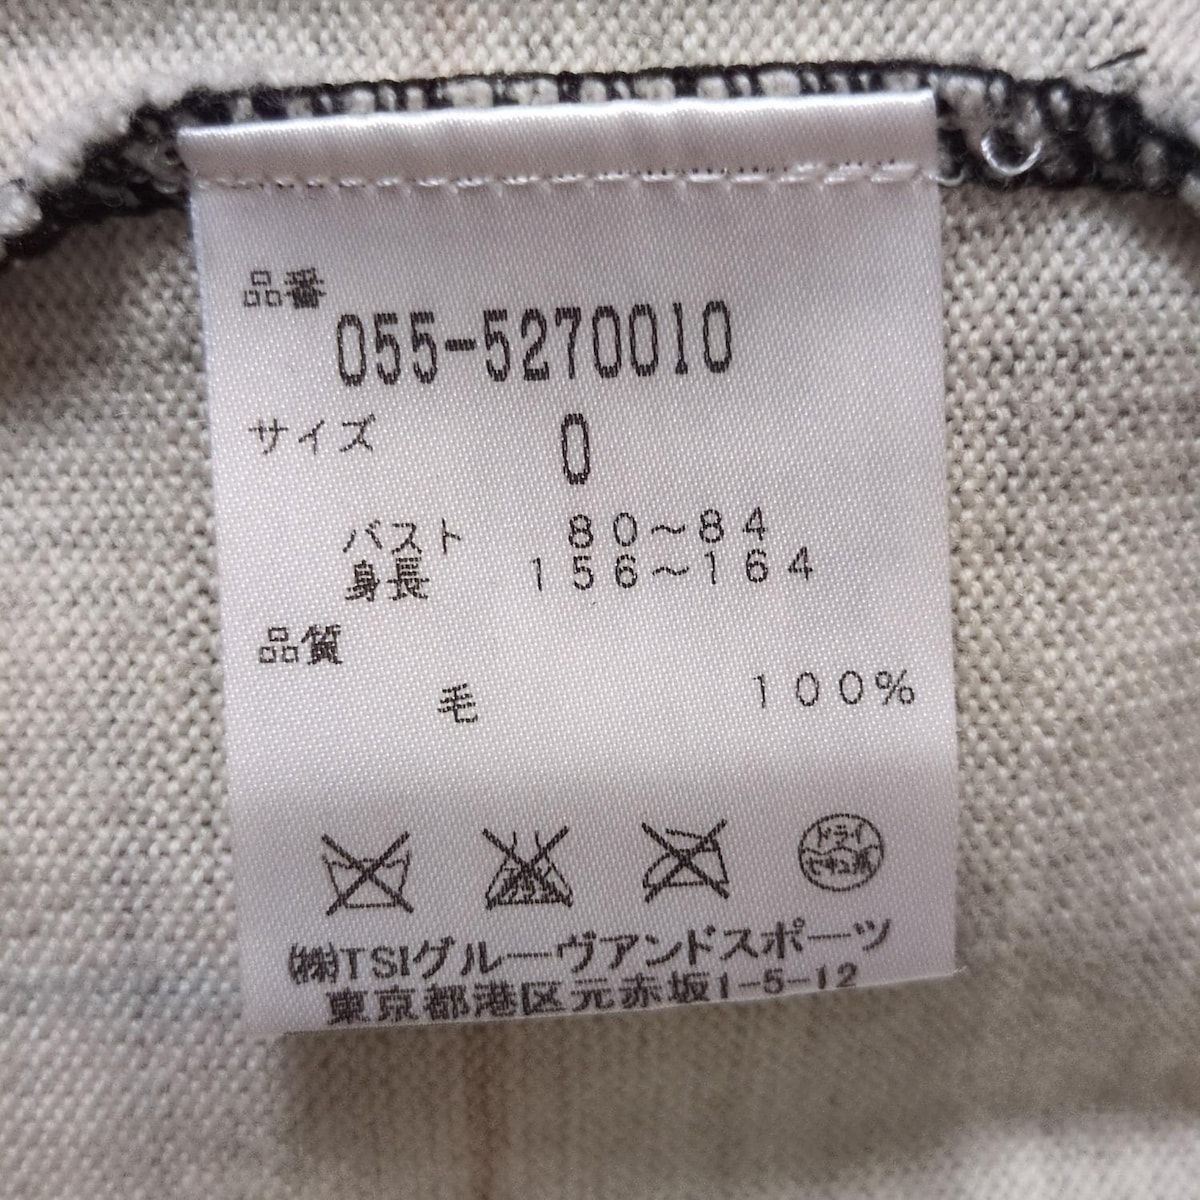 品番
055-5270010
サイズ 0
バスト 80～84
身長 156～164
品質
毛 100%
ドライ
㈱TSIグルーヴアンドスポーツ
東京都港区元赤坂1-5-12